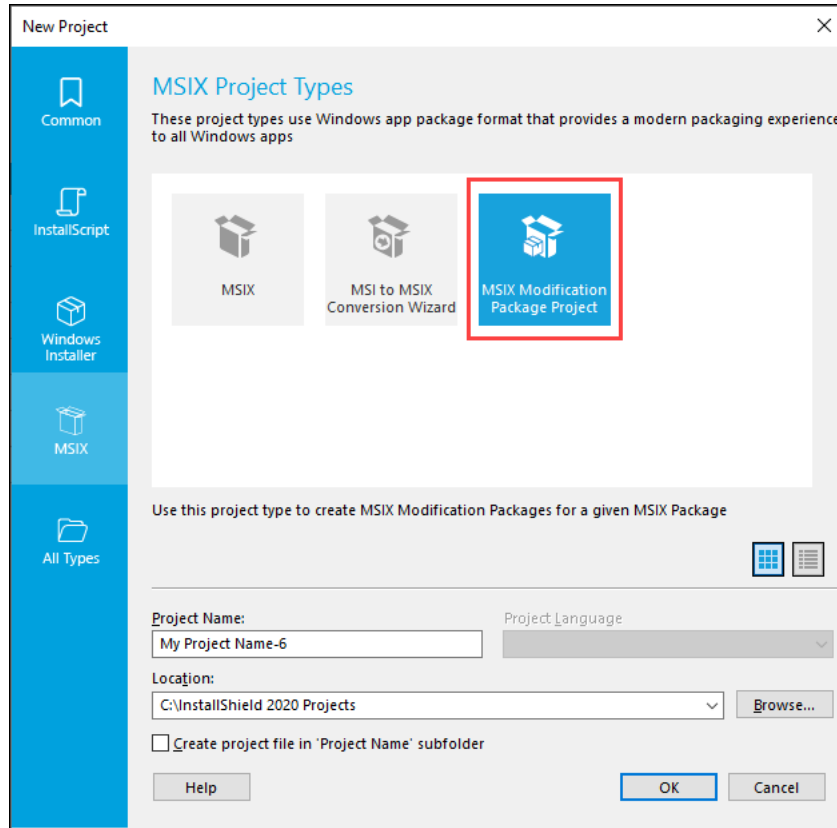 New Project
Common
InstallScript
Windows
Installer
MSIX
All Types
MSIX Project Types
These project types use Windows app package format that provides a modern packaging experience
to all Windows apps
MSIX
MSI to MSIX
Conversion Wizard
MSIX Modification
Package Project
Use this project type to create MSIX Modification Packages for a given MSIX Package
Project Name:
Project Language
My Project Name-6
Location:
C:\InstallShield 2020 Projects
Browse...
Create project file in 'Project Name' subfolder
Help
OK
Cancel